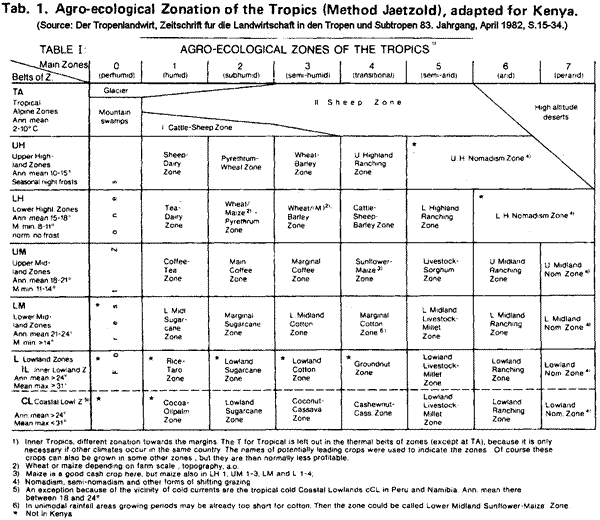 Tab. 1. Agro-ecological Zonation of the Tropics (Method Jaetzold), adapted for Kenya.
(Source: Der Tropenlandwirt, Zeitschrift fur die Landwirtschaft in den Tropen und Subtropen 83. Jahrgang, April 1982, S.15-34.)
TABLE I: AGRO-ECOLOGICAL ZONES OF THE TROPICS 1)
Main Zones 0 1 2 3 4 5 6 7
Belts of Z. (perhumid) (humid) (subhumid) (semi-humid) (transitional) (semi-arid) (arid) (perarid)
TA Glacier
Tropical II Sheep Zone
Alpine Zones Mountain High altitude
Ann mean swamps deserts
2-10°C I Cattle-Sheep Zone
UH *
Upper High- Sheep- Pyrethrum- Wheat- U Highland U.H. Nomadism Zone 4)
land Zones Dairy Wheat Zone Barley Ranching
Ann mean 10-15° Zone Zone Zone
Seasonal night frosts
LH Wheat/ *
Lower Highl. Zones Tea- Maize 2)- Wheat/(M) 2)- Cattle- L Highland L H Nomadism Zone 4)
Ann mean 15-18° Dairy Pyrethrum Barley Sheep- Ranching
M min. 8-11° Zone Zone Zone Barley Zone Zone
norm no frost
UM
Upper Mid- Coffee- Main Marginal Sunflower- Livestock- U Midland U Midland
land Zones Tea Coffee Coffee Maize 3) Sorghum Ranching Nom Zone 4)
Ann mean 18-21° Zone Zone Zone Zone Zone Zone
M min 11-14°
LM * L Midl Marginal L Midland Marginal L Midland L Midland L Midland
Lower Mid- Sugar- Sugarcane Cotton Cotton Livestock- Ranching Nom Zone 4)
land Zones cane Zone Zone Zone 6) Millet Zone
Ann mean 21-24° Zone Zone
M min >14°
L Lowland Zones * * Rice- * Lowland * Lowland * Groundnut Lowland Lowland Lowland
IL Inner Lowland Z Taro Sugarcane Cotton Zone Livestock- Ranching Nom. Zone 4)
Ann mean >24° Zone Zone Zone Millet Zone
Mean max >31° Zone
CL Coastal Lowl Z 5) * * Cocoa- Lowland Coconut- Cashewnut- Lowland Lowland Lowland
Ann mean >24° Oilpalm Sugarcane Cassava Cass. Zone Livestock- Ranching Nom. Zone 4)
Mean max <31° Zone Zone Zone Millet Zone
Zone
Forest Zones
1) Inner Tropics, different zonation towards the margins. The T for Tropical is left out in the thermal belts of zones (except at TA), because it is only
necessary if other climates occur in the same country. The names of potentially leading crops were used to indicate the zones. Of course these
crops can also be grown in some other zones, but they are then normally less profitable.
2) Wheat or maize depending on farm scale, topography, a.o.
3) Maize is a good cash crop here, but maize also in LH 1, UM 1-3, LM and L 1-4;
4) Nomadism, semi-nomadism and other forms of shifting grazing
5) An exception because of the vicinity of cold currents are the tropical cold Coastal Lowlands cCL in Peru and Namibia. Ann. mean there
between 18 and 24°
6) In unimodal rainfall areas growing periods may be already too short for cotton. Then the zone could be called Lower Midland Sunflower-Maize Zone
* Not in Kenya